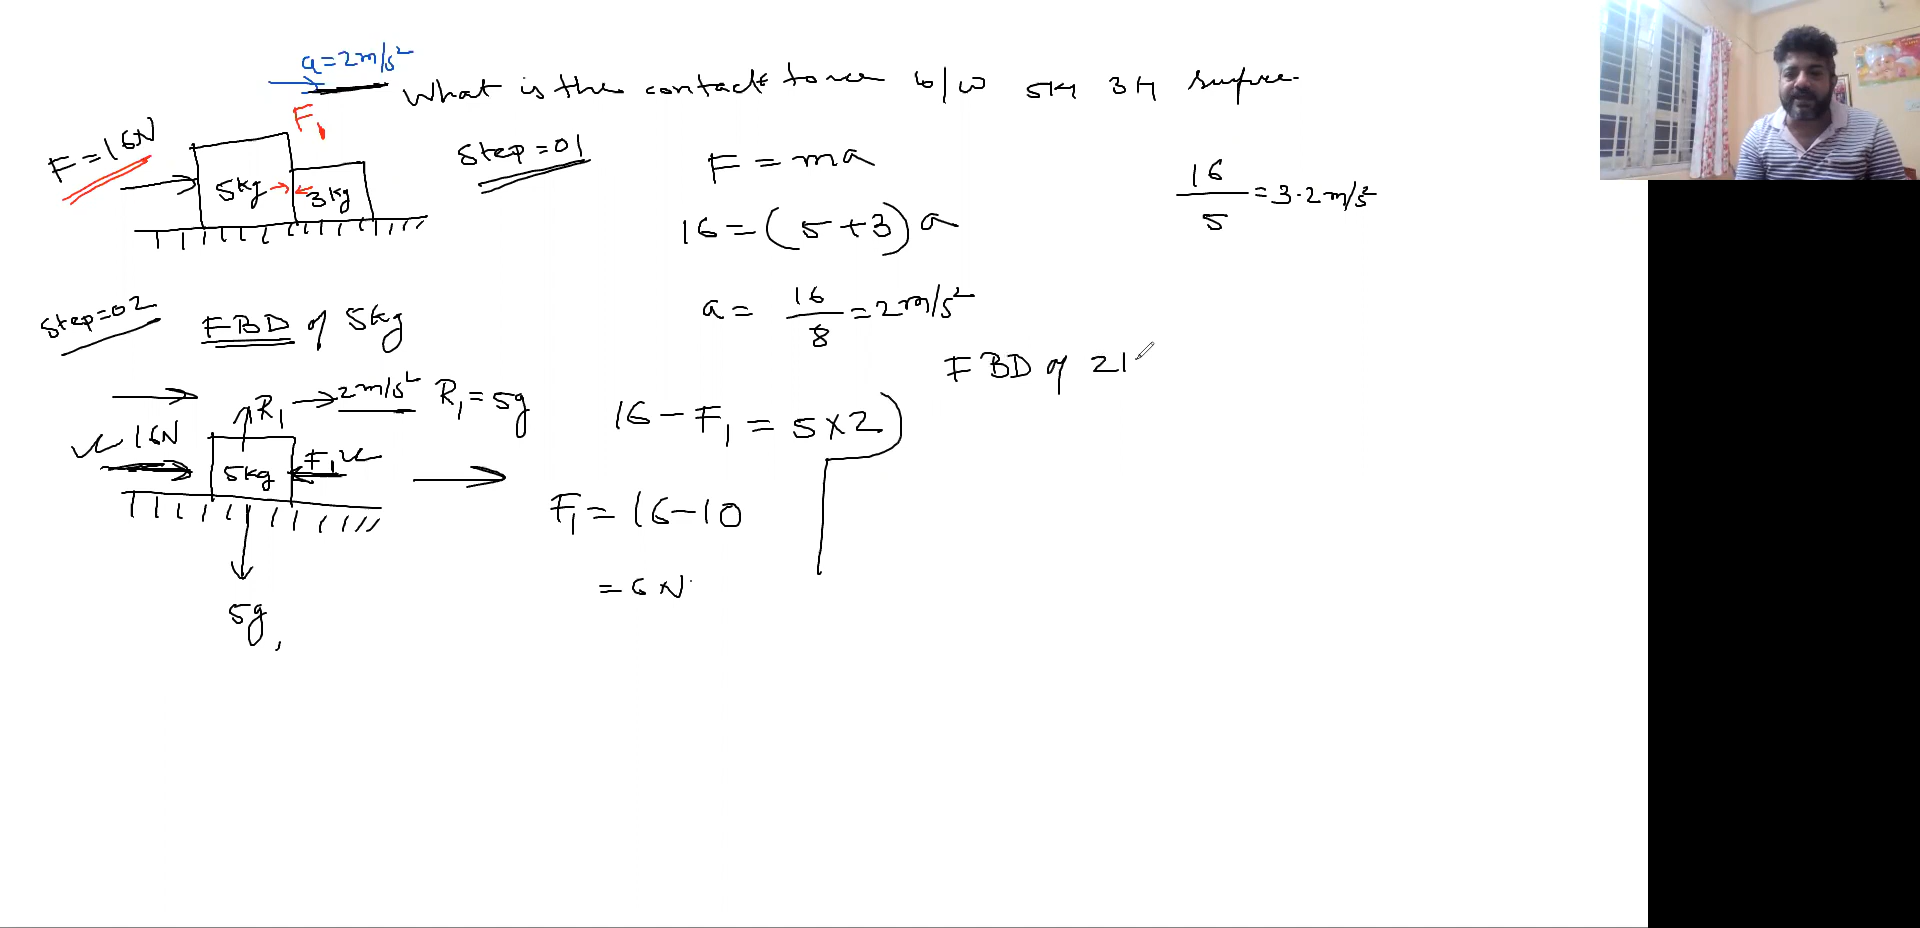 a=2m/s²
What is the contact force b/w 5kg 3kg surface.
F₁
F=16N
5kg
3kg
Step=01
F = ma
16 = (5+3)a
a = 16/8 = 2m/s²
16/5 = 3.2m/s²
Step=02
FBD of 5kg
R₁
2m/s²
R₁ = 5g
16N
5kg
F₁
5g,
16 - F₁ = 5×2
F₁ = 16-10
= 6N
FBD of 21